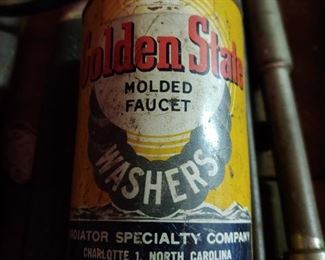 Golden State
MOLDED
FAUCET
WASHERS
RADIATOR SPECIALTY COMPANY
CHARLOTTE 1, NORTH CAROLINA